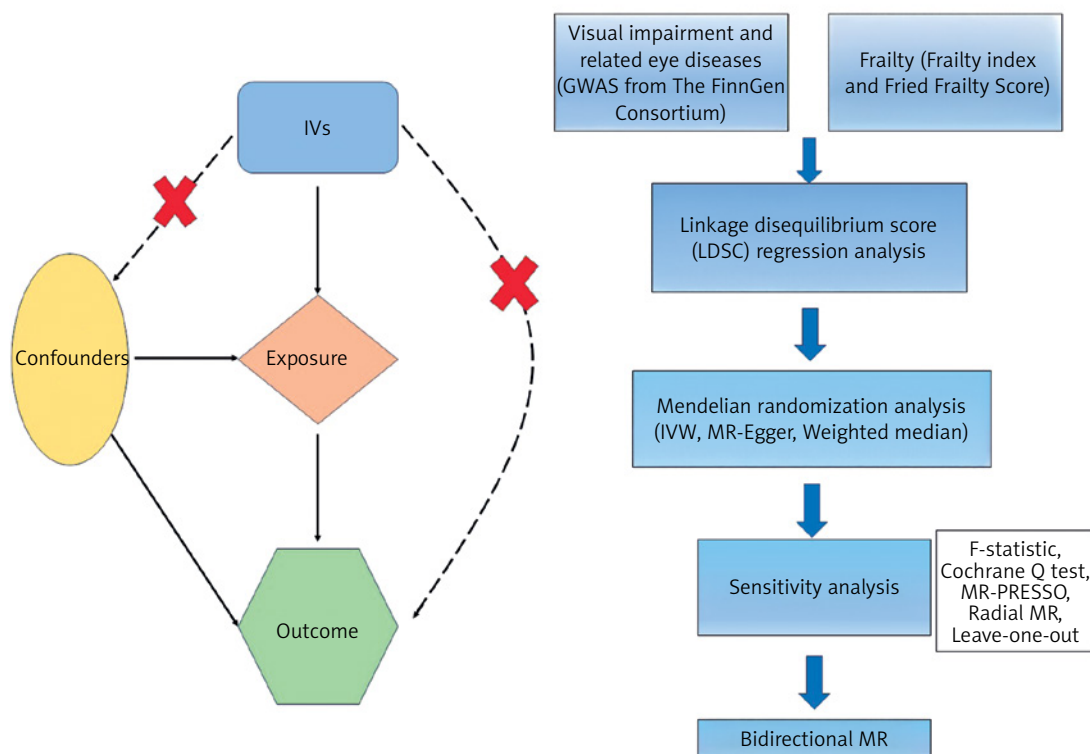 IVs
Confounders
Exposure
Outcome
Visual impairment and
related eye diseases
(GWAS from The FinnGen
Consortium)
Frailty (Frailty index
and Fried Frailty Score)
Linkage disequilibrium score
(LDSC) regression analysis
Mendelian randomization analysis
(IVW, MR-Egger, Weighted median)
Sensitivity analysis
F-statistic,
Cochrane Q test,
MR-PRESSO,
Radial MR,
Leave-one-out
Bidirectional MR